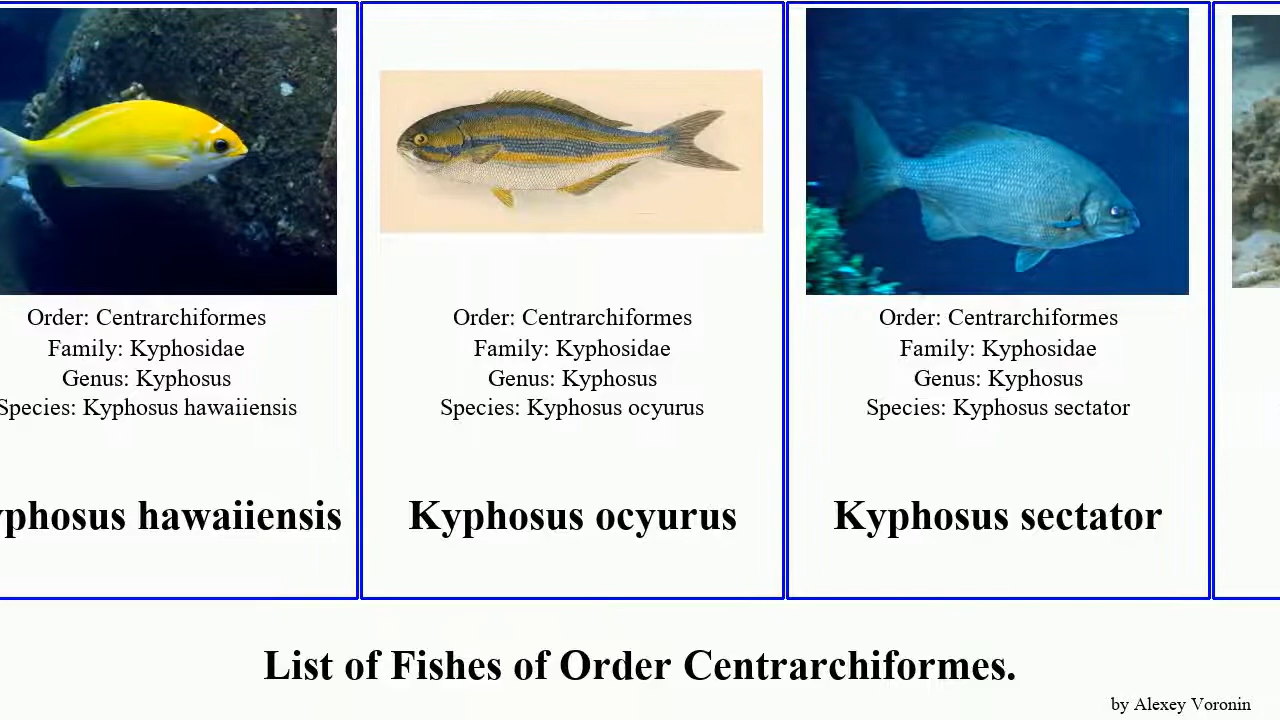 Order: Centrarchiformes
Family: Kyphosidae
Genus: Kyphosus
Species: Kyphosus hawaiiensis
yphosus hawaiiensis
Order: Centrarchiformes
Family: Kyphosidae
Genus: Kyphosus
Species: Kyphosus ocyurus
Kyphosus ocyurus
Order: Centrarchiformes
Family: Kyphosidae
Genus: Kyphosus
Species: Kyphosus sectator
Kyphosus sectator
List of Fishes of Order Centrarchiformes.
by Alexey Voronin